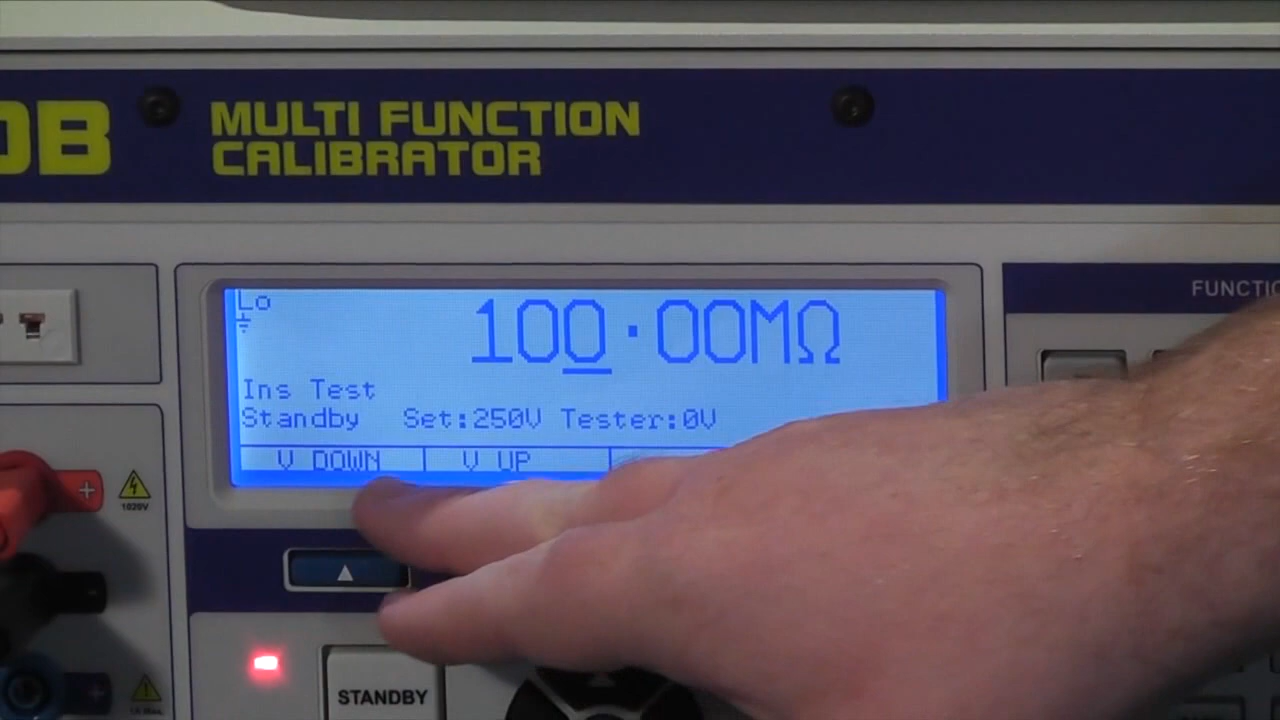 0B
MULTI FUNCTION
CALIBRATOR
FUNCTIO
Lo
100.00MΩ
Ins Test
Standby Set:250V Tester:0V
V DOWN V UP
1020V
STANDBY